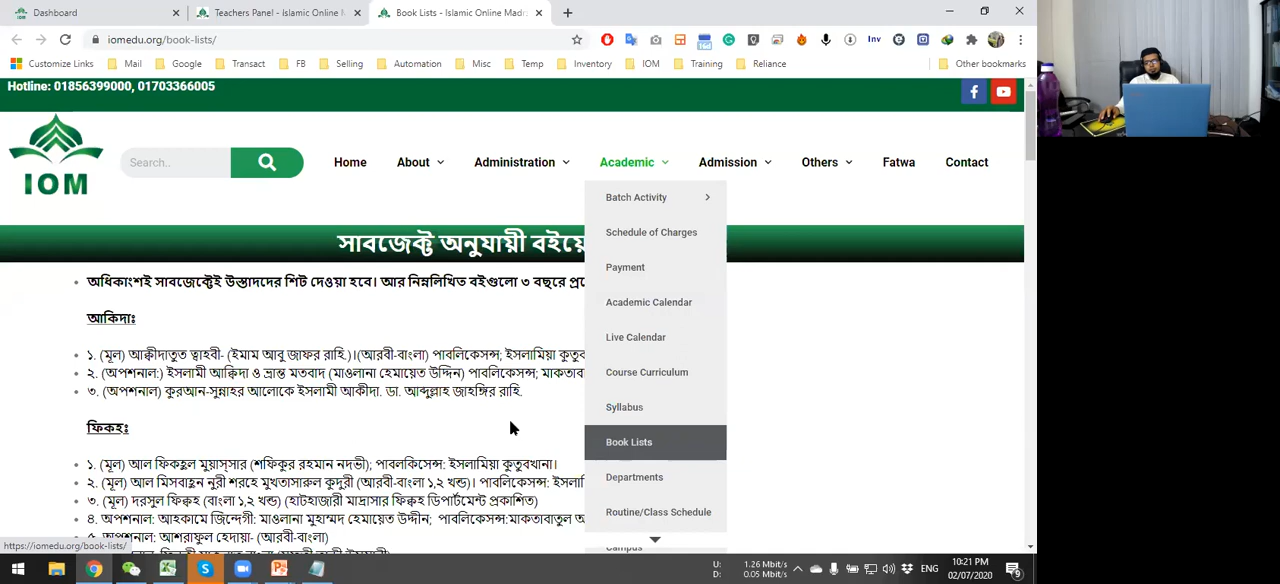 Dashboard
Teachers Panel - Islamic Online M
Book Lists - Islamic Online Madr
iomedu.org/book-lists/
Customize Links Mail Google Transact FB Selling Automation Misc Temp Inventory IOM Training Reliance Other bookmarks
Hotline: 01856399000, 01703366005
IOM
Search...
Home About Administration Academic Admission Others Fatwa Contact
Batch Activity
Schedule of Charges
Payment
Academic Calendar
Live Calendar
Course Curriculum
Syllabus
Book Lists
Departments
Routine/Class Schedule
Campus
সাবজেক্ট অনুযায়ী বইয়ে
অধিকাংশই সাবজেক্টেই উস্তাদদের শিট দেওয়া হবে। আর নিম্নলিখিত বইগুলো ৩ বছরে
আকিদাঃ
১. (মূল) আক্বীদাতুত ত্বাহবী- (ইমাম আবু জাফর রাহি.)।(আরবী-বাংলা) পাবলিকেসন্স; ইসলামিয়া
২. (অপশনাল:) ইসলামী আক্বিদা ও ভ্রান্ত মতবাদ (মাওলানা হেমায়েত উদ্দিন) পাবলিকেসন্স; মাকতাবা
৩. (অপশনাল) কুরআন-সুন্নাহর আলোকে ইসলামী আকীদা. ডা. আব্দুল্লাহ জাহঙ্গির রাহি.
ফিকহঃ
১. (মূল) আল ফিকহুল মুয়াস্সার (শফিকুর রহমান নদভী); পাবলিকেসন্স: ইসলামিয়া কুতুবখানা।
২. (মূল) আল মিসবাহুন নুরী শরহে মুখতাসারুল কুদুরী (আরবী-বাংলা ১,২ খন্ড)। পাবলিকেসন্স:
৩. (মূল) দরসুল ফিক্বহ (বাংলা ১,২ খন্ড) (হাটহাজারী মাদ্রাসার ফিক্বহ ডিপার্টমেন্ট প্রকাশিত)
৪. অপশনাল: আহকামে জিন্দেগী: মাওলানা মুহাম্মদ হেমায়েত উদ্দীন; পাবলিকেসন্স:মাকতাবাতুল
৫. অপশনাল: আশরাফুল হেদায়া- (আরবী-বাংলা)
https://iomedu.org/book-lists/
U: 1.26 Mbit/s
D: 0.05 Mbit/s
ENG
10:21 PM
02/07/2020